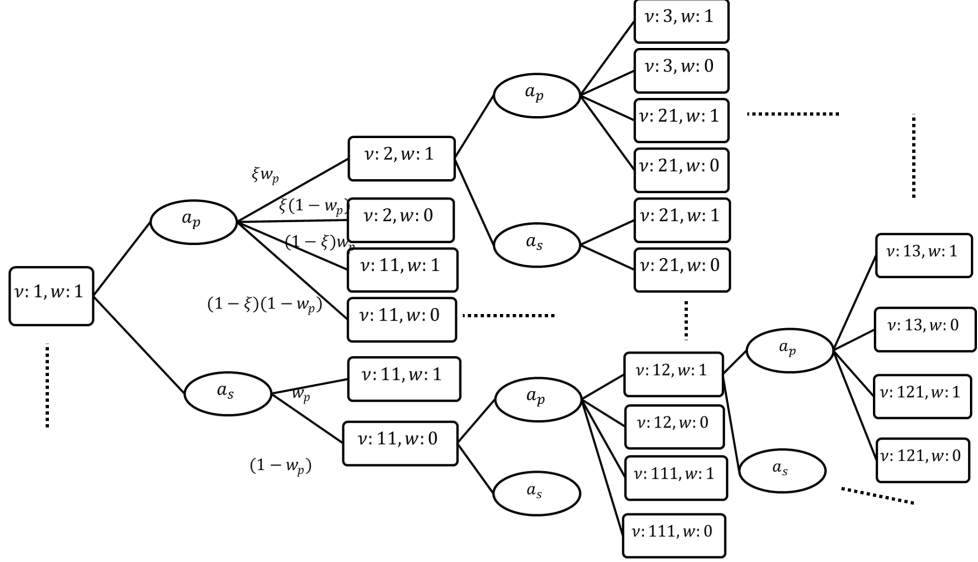 ν: 1, w: 1
a_p
a_s
ξw_p
ξ(1 − w_p)
(1 − ξ)w_p
(1 − ξ)(1 − w_p)
w_p
(1 − w_p)
ν: 2, w: 1
ν: 2, w: 0
ν: 11, w: 1
ν: 11, w: 0
ν: 11, w: 1
ν: 11, w: 0
a_p
a_s
a_p
a_s
ν: 3, w: 1
ν: 3, w: 0
ν: 21, w: 1
ν: 21, w: 0
ν: 21, w: 1
ν: 21, w: 0
ν: 12, w: 1
ν: 12, w: 0
ν: 111, w: 1
ν: 111, w: 0
a_p
a_s
ν: 13, w: 1
ν: 13, w: 0
ν: 121, w: 1
ν: 121, w: 0